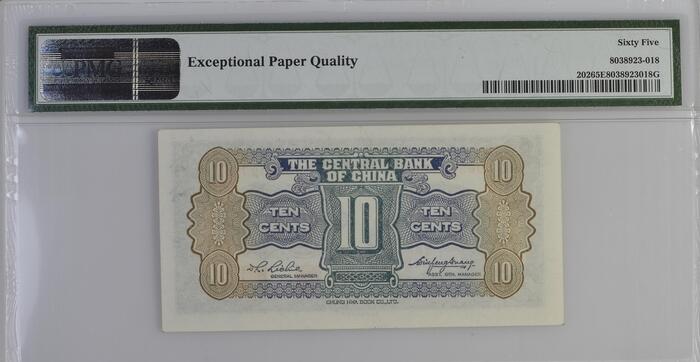 PMG
Exceptional Paper Quality
Sixty Five
8038923-018
20265E8038923018G
10 10
THE CENTRAL BANK
OF CHINA
TEN
CENTS
10
TEN
CENTS
GENERAL MANAGER
ASST. GEN. MANAGER
10 10
CHUNG HWA BOOK CO., LTD.